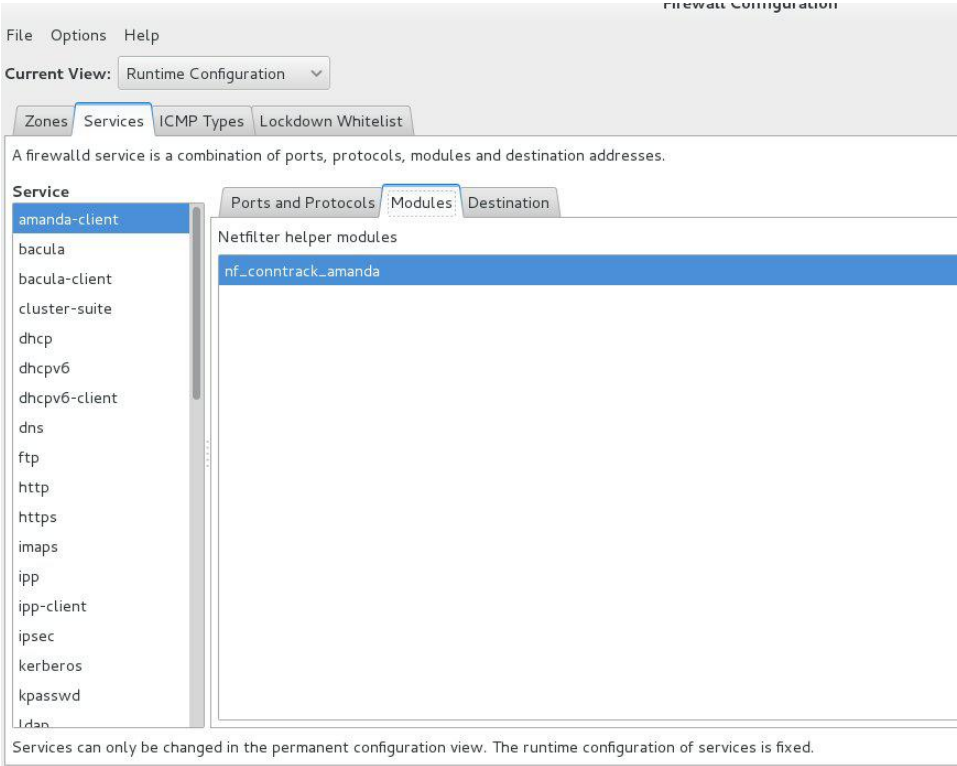 Firewall Configuration
File Options Help
Current View: Runtime Configuration
Zones Services ICMP Types Lockdown Whitelist
A firewalld service is a combination of ports, protocols, modules and destination addresses.
Service
Ports and Protocols Modules Destination
amanda-client
Netfilter helper modules
bacula
nf_conntrack_amanda
bacula-client
cluster-suite
dhcp
dhcpv6
dhcpv6-client
dns
ftp
http
https
imaps
ipp
ipp-client
ipsec
kerberos
kpasswd
ldap
Services can only be changed in the permanent configuration view. The runtime configuration of services is fixed.